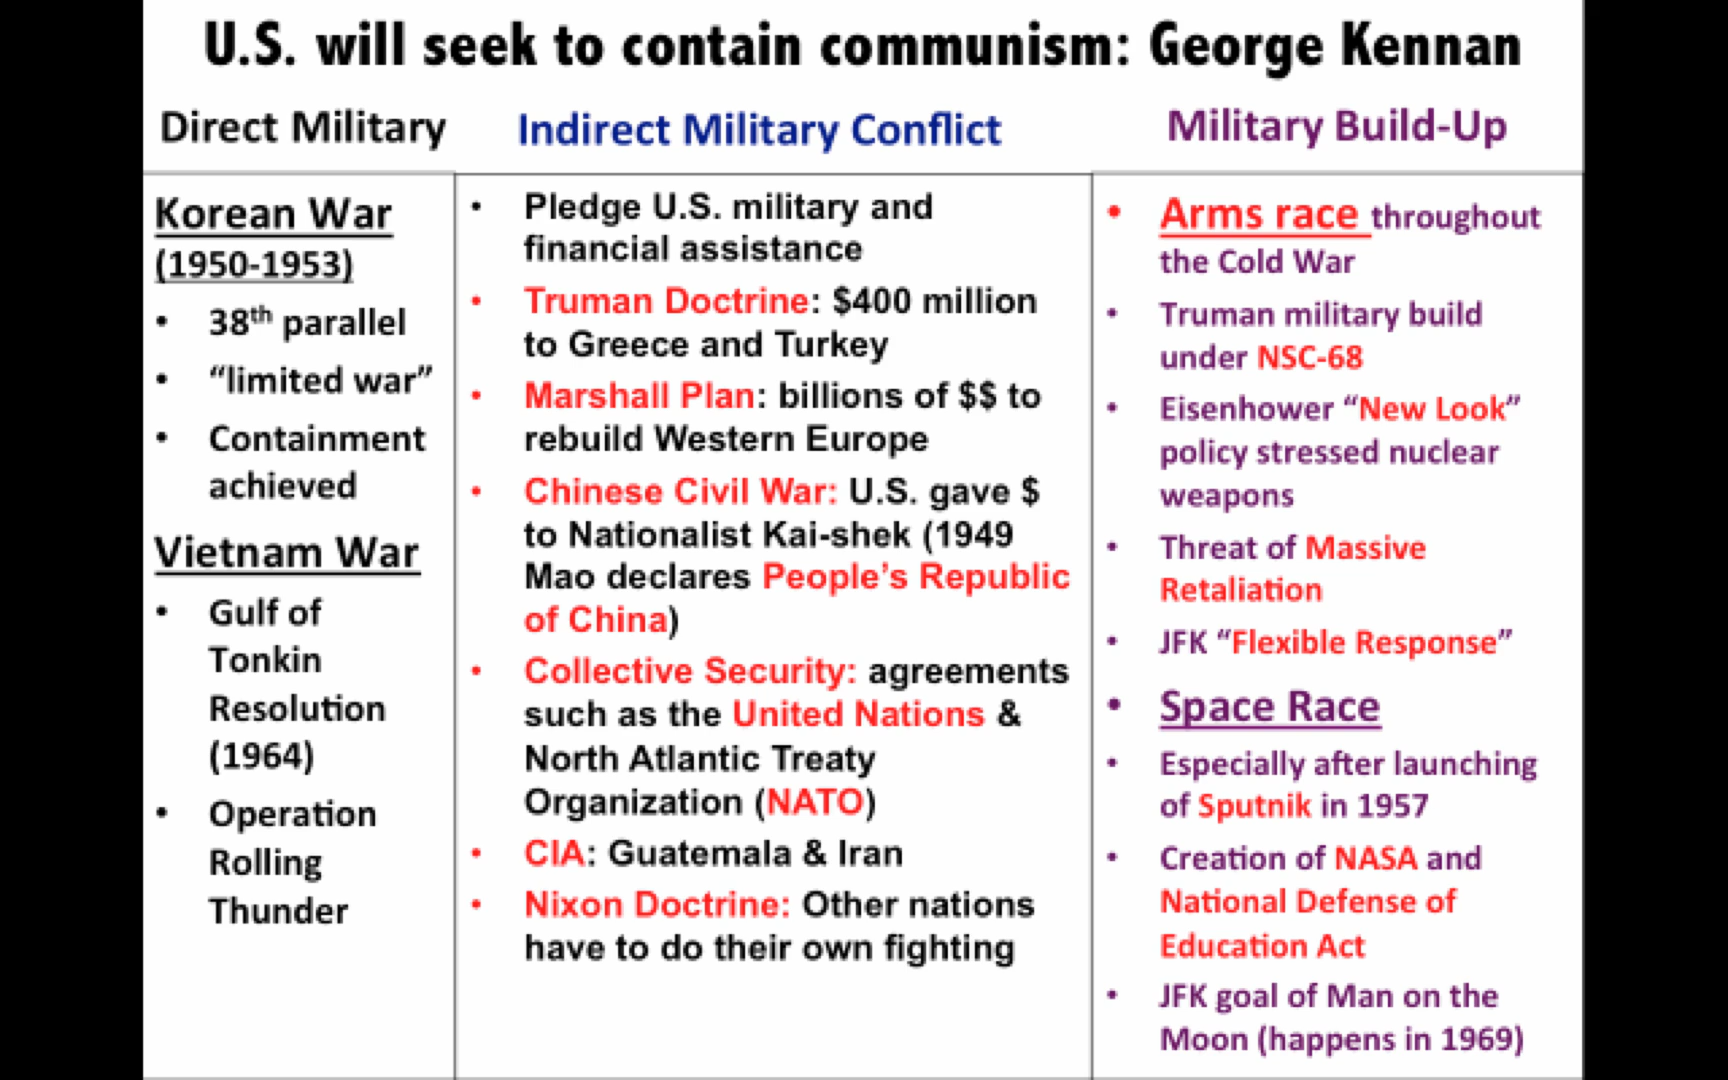 U.S. will seek to contain communism: George Kennan
Direct Military
Indirect Military Conflict
Military Build-Up
Korean War
(1950-1953)
• 38th parallel
• “limited war”
• Containment
achieved
Vietnam War
• Gulf of
Tonkin
Resolution
(1964)
• Operation
Rolling
Thunder
• Pledge U.S. military and
financial assistance
• Truman Doctrine: $400 million
to Greece and Turkey
• Marshall Plan: billions of $$ to
rebuild Western Europe
• Chinese Civil War: U.S. gave $
to Nationalist Kai-shek (1949
Mao declares People’s Republic
of China)
• Collective Security: agreements
such as the United Nations &
North Atlantic Treaty
Organization (NATO)
• CIA: Guatemala & Iran
• Nixon Doctrine: Other nations
have to do their own fighting
• Arms race throughout
the Cold War
• Truman military build
under NSC-68
• Eisenhower “New Look”
policy stressed nuclear
weapons
• Threat of Massive
Retaliation
• JFK “Flexible Response”
• Space Race
• Especially after launching
of Sputnik in 1957
• Creation of NASA and
National Defense of
Education Act
• JFK goal of Man on the
Moon (happens in 1969)